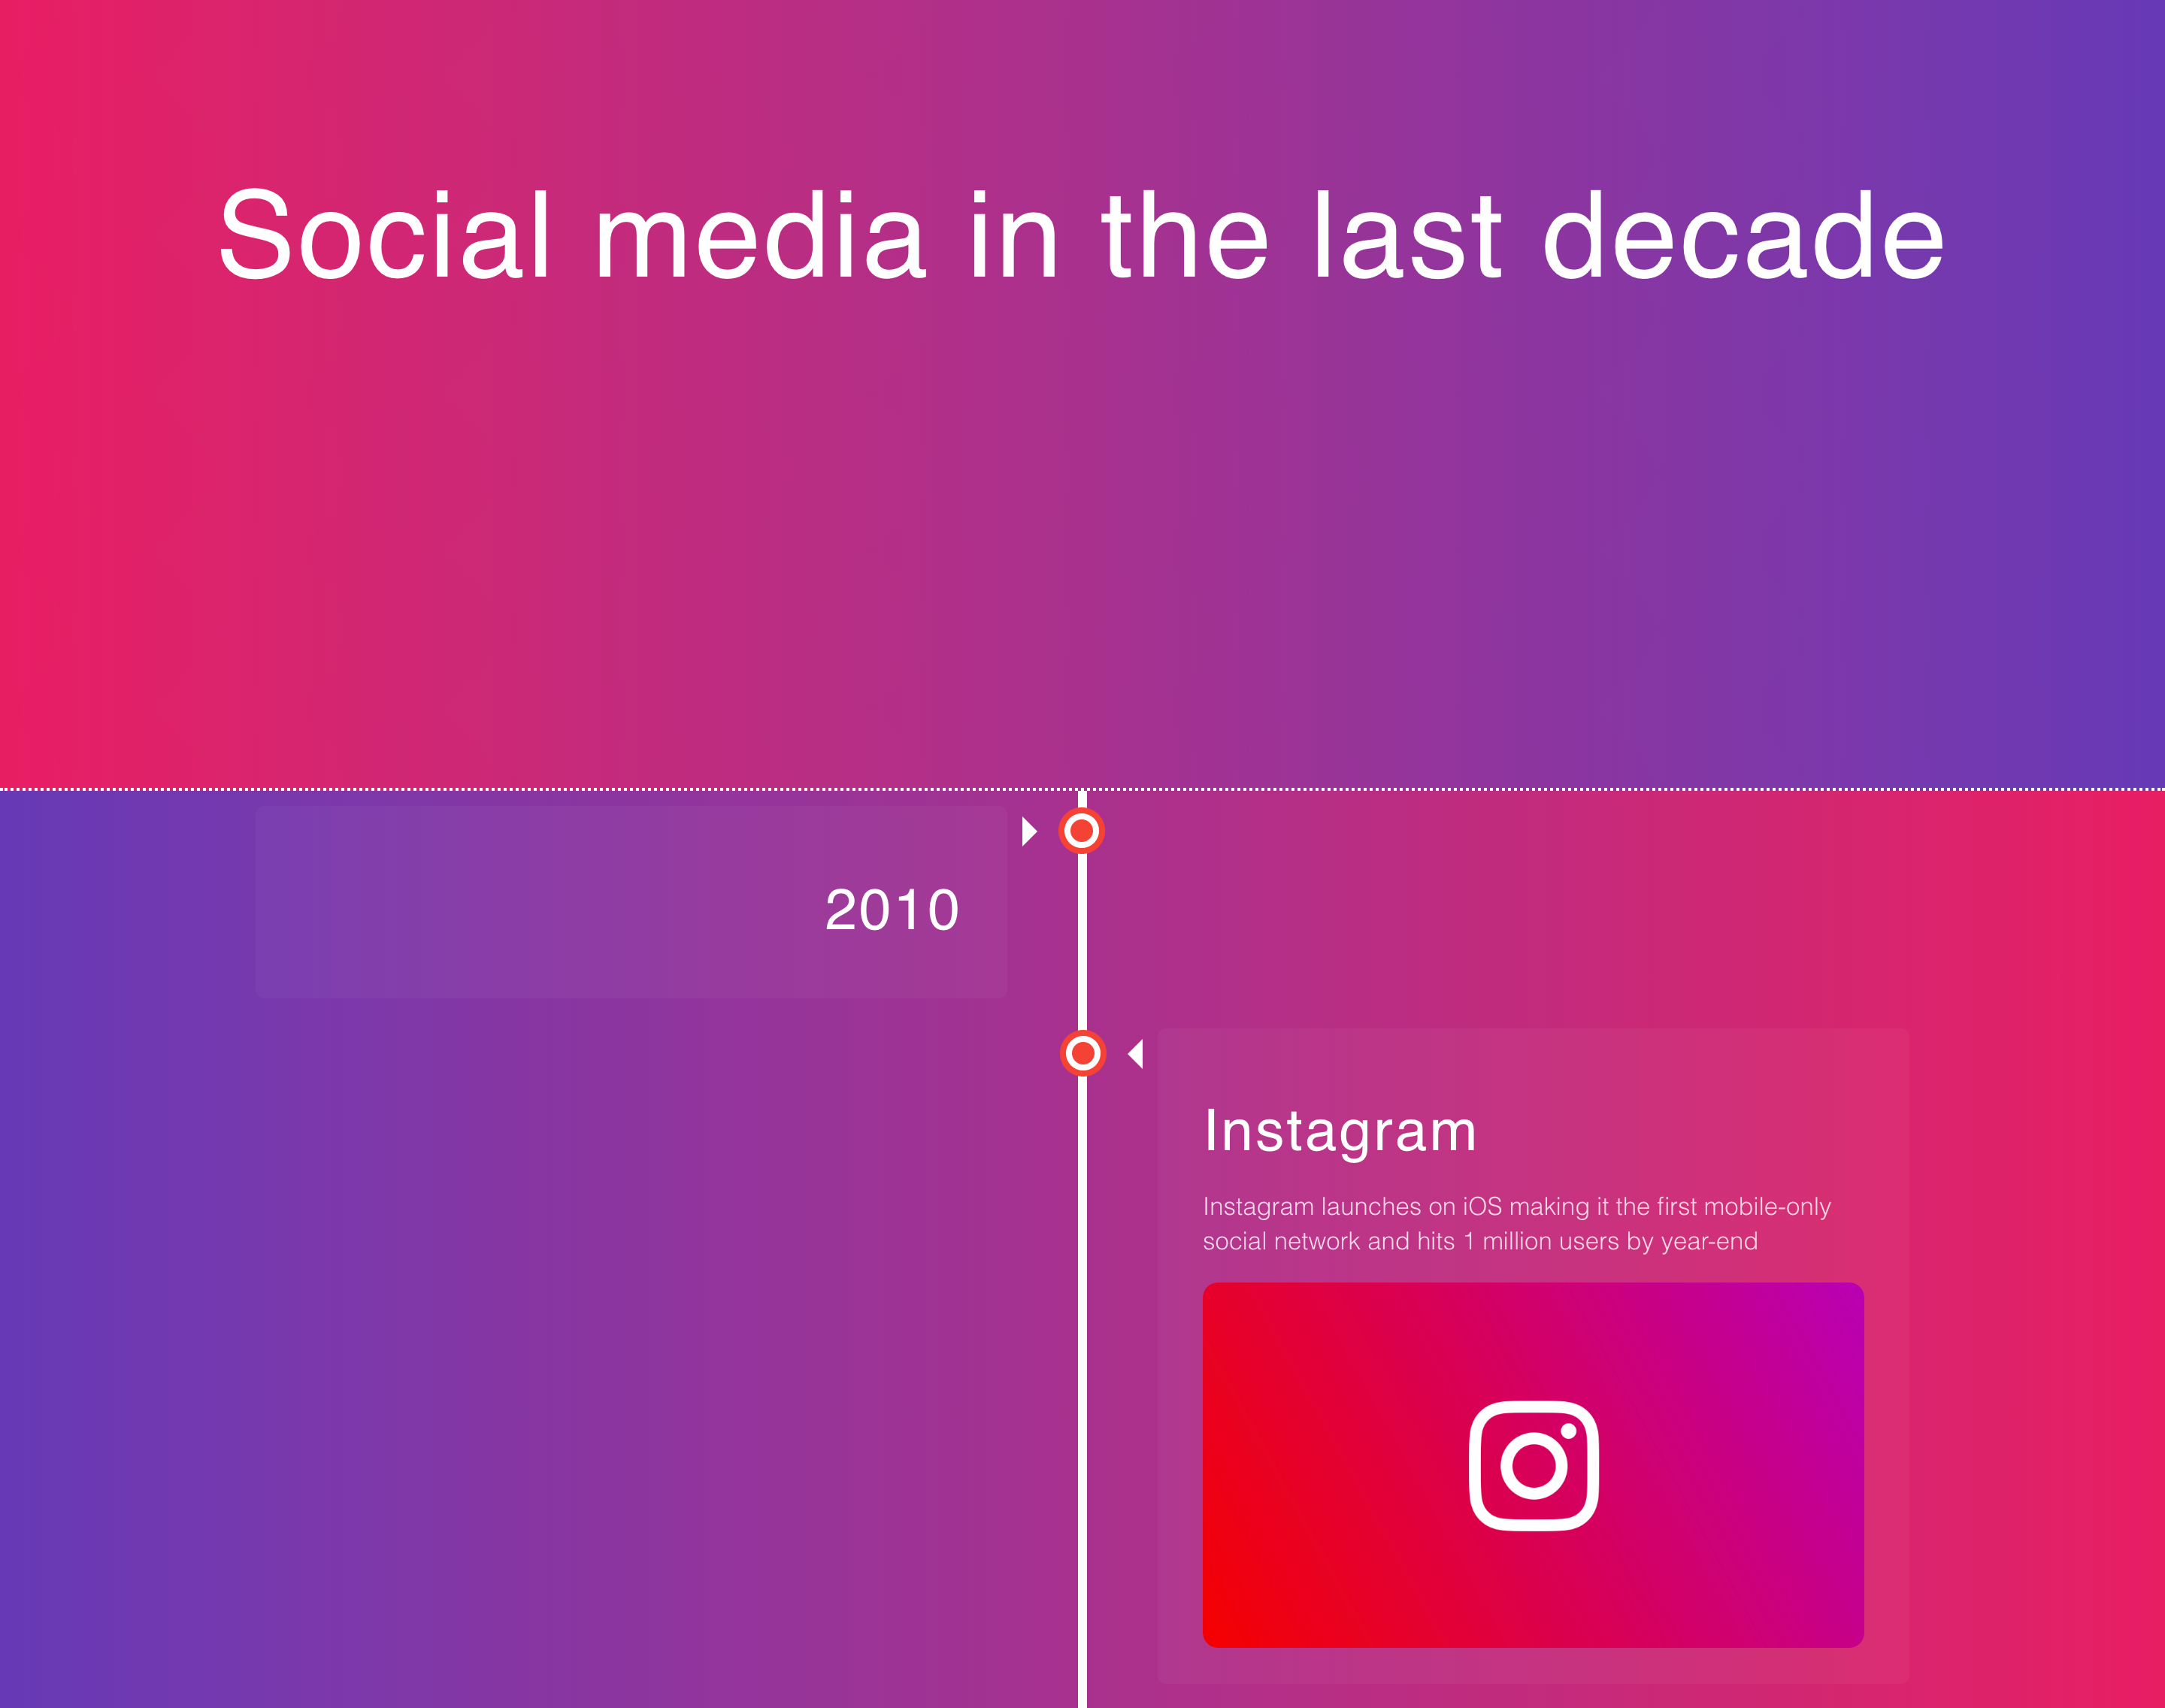 Social media in the last decade
2010
Instagram
Instagram launches on iOS making it the first mobile-only
social network and hits 1 million users by year-end